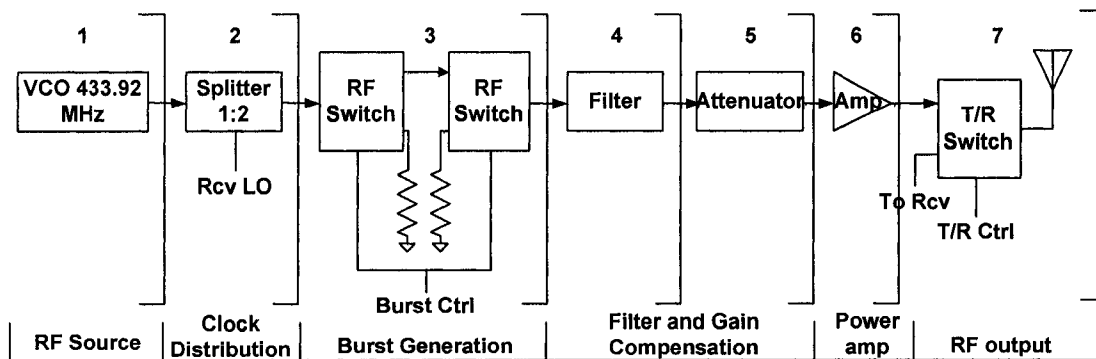 1
2
3
4
5
6
7
VCO 433.92
MHz
Splitter
1:2
RF
Switch
RF
Switch
Filter
Attenuator
Amp
T/R
Switch
Rcv LO
To Rcv
T/R Ctrl
Burst Ctrl
RF Source
Clock
Distribution
Burst Generation
Filter and Gain
Compensation
Power
amp
RF output